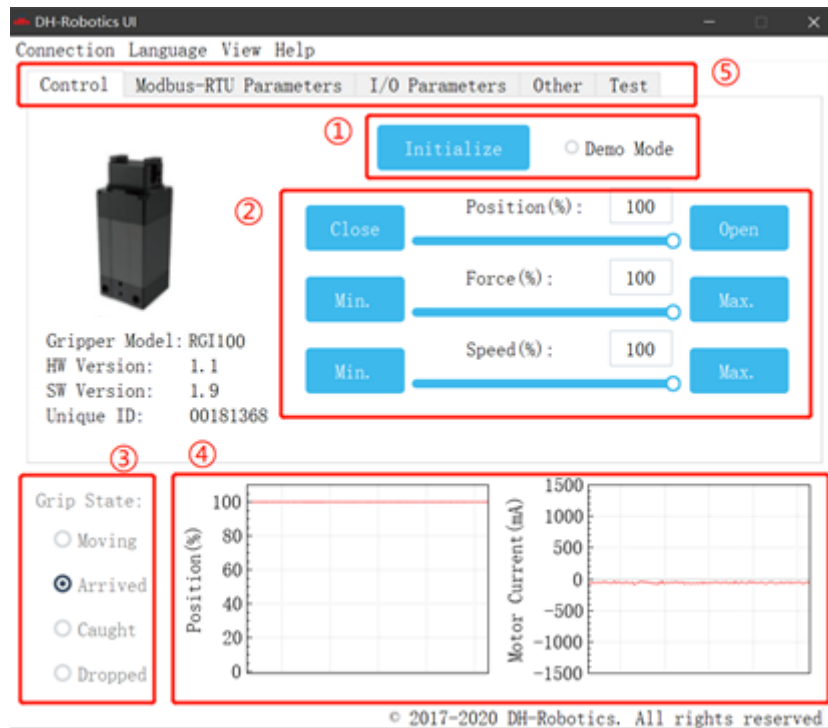 DH-Robotics UI
Connection Language View Help
Control Modbus-RTU Parameters I/O Parameters Other Test
⑤
①
Initialize Demo Mode
②
Close Position(%): 100 Open
Min. Force(%): 100 Max.
Min. Speed(%): 100 Max.
Gripper Model: RGI100
HW Version: 1.1
SW Version: 1.9
Unique ID: 00181368
③
Grip State:
Moving
Arrived
Caught
Dropped
④
Position(%)
100
80
60
40
20
0
Motor Current(mA)
1500
1000
500
0
-500
-1000
-1500
© 2017-2020 DH-Robotics. All rights reserved